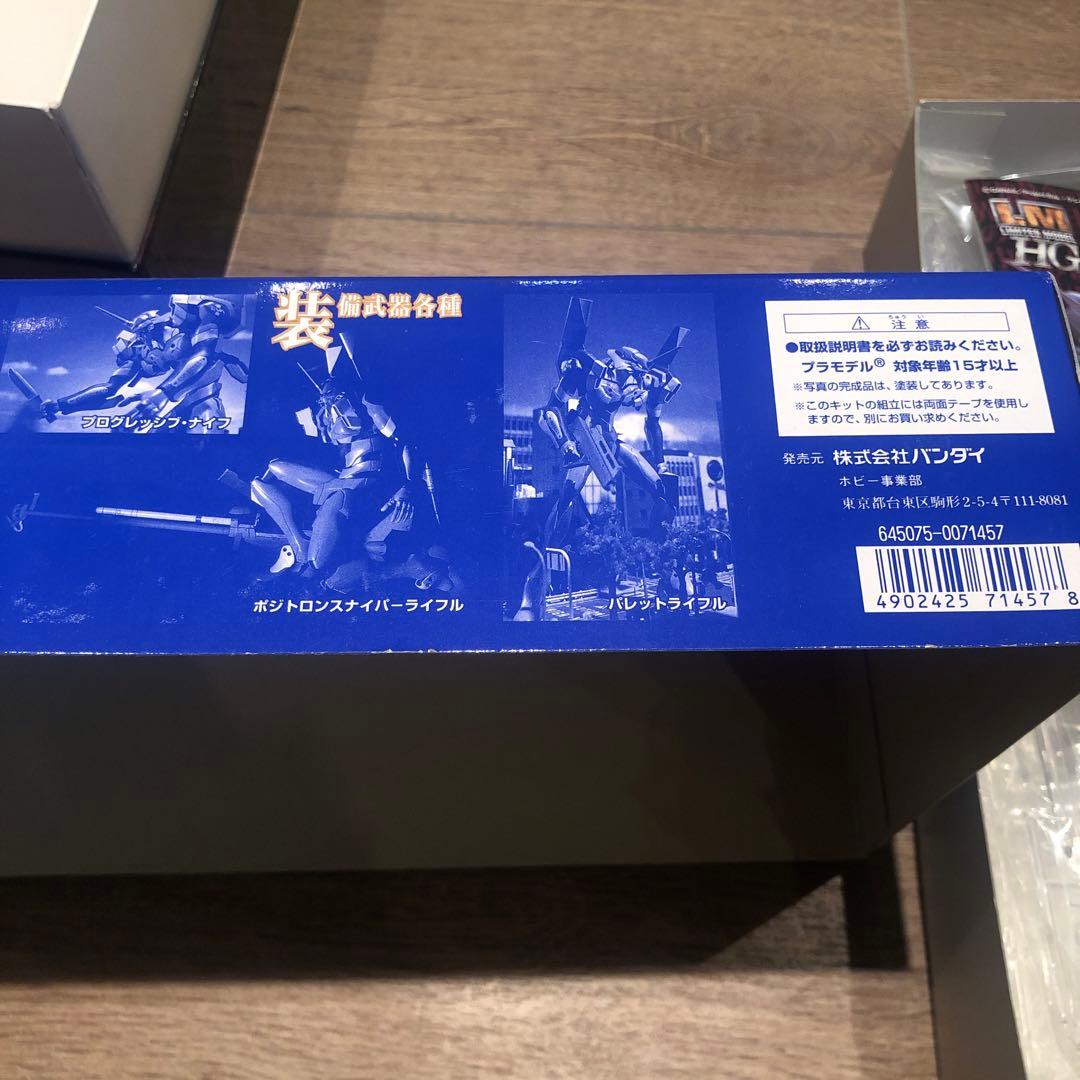 装備武器各種
プログレッシブ・ナイフ
ポジトロンスナイパーライフル
パレットライフル
ちゅう い
⚠ 注意
●取扱説明書を必ずお読みください。
プラモデル® 対象年齢15才以上
※写真の完成品は、塗装してあります。
※このキットの組立には両面テープを使用し
ますので、別にお買い求めください。
発売元 株式会社バンダイ
ホビー事業部
東京都台東区駒形2-5-4〒111-8081
645075-0071457
4902425 71457 8
LM
LIMITED MODEL
HG